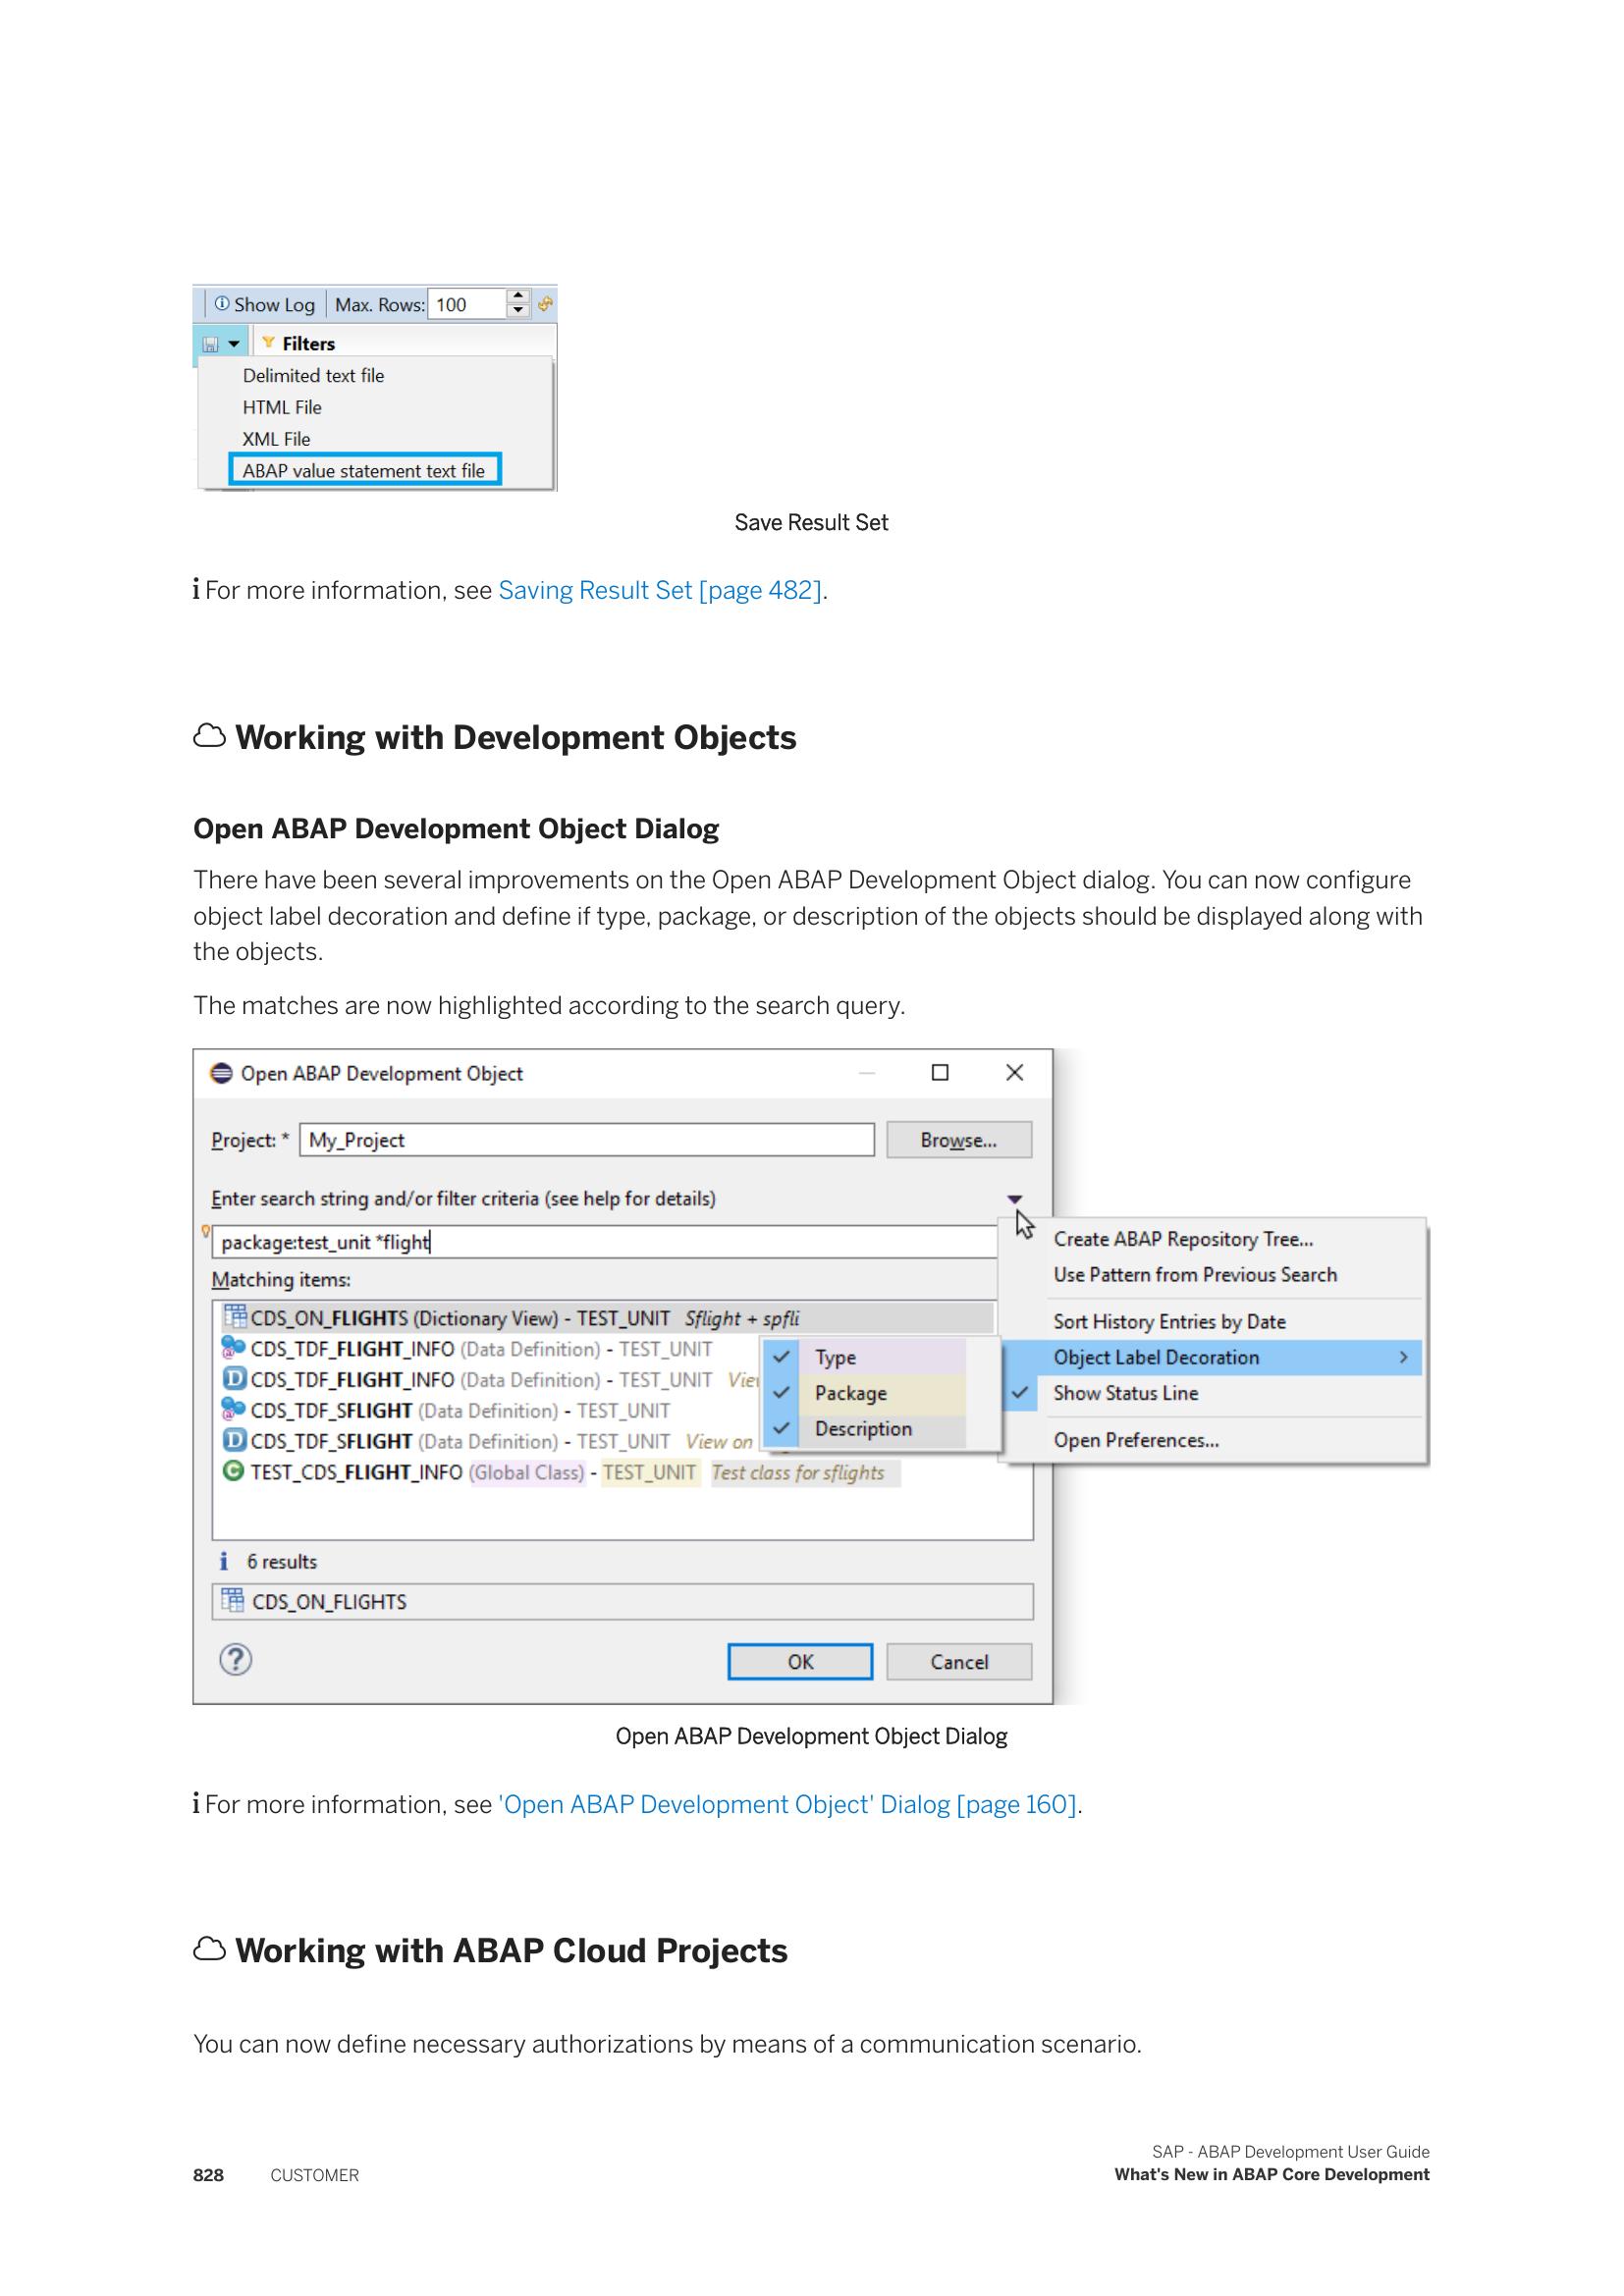 Show Log Max. Rows: 100
Filters
Delimited text file
HTML File
XML File
ABAP value statement text file
Save Result Set
i For more information, see Saving Result Set [page 482].
Working with Development Objects
Open ABAP Development Object Dialog
There have been several improvements on the Open ABAP Development Object dialog. You can now configure
object label decoration and define if type, package, or description of the objects should be displayed along with
the objects.
The matches are now highlighted according to the search query.
Open ABAP Development Object
Project: * My_Project Browse...
Enter search string and/or filter criteria (see help for details)
package:test_unit *flight
Matching items:
CDS_ON_FLIGHTS (Dictionary View) - TEST_UNIT Sflight + spfli
CDS_TDF_FLIGHT_INFO (Data Definition) - TEST_UNIT
CDS_TDF_FLIGHT_INFO (Data Definition) - TEST_UNIT
CDS_TDF_SFLIGHT (Data Definition) - TEST_UNIT
CDS_TDF_SFLIGHT (Data Definition) - TEST_UNIT View on
TEST_CDS_FLIGHT_INFO (Global Class) - TEST_UNIT Test class for sflights
Type
Package
Description
Create ABAP Repository Tree...
Use Pattern from Previous Search
Sort History Entries by Date
Object Label Decoration
Show Status Line
Open Preferences...
i 6 results
CDS_ON_FLIGHTS
? OK Cancel
Open ABAP Development Object Dialog
i For more information, see 'Open ABAP Development Object' Dialog [page 160].
Working with ABAP Cloud Projects
You can now define necessary authorizations by means of a communication scenario.
SAP - ABAP Development User Guide
828 CUSTOMER What's New in ABAP Core Development